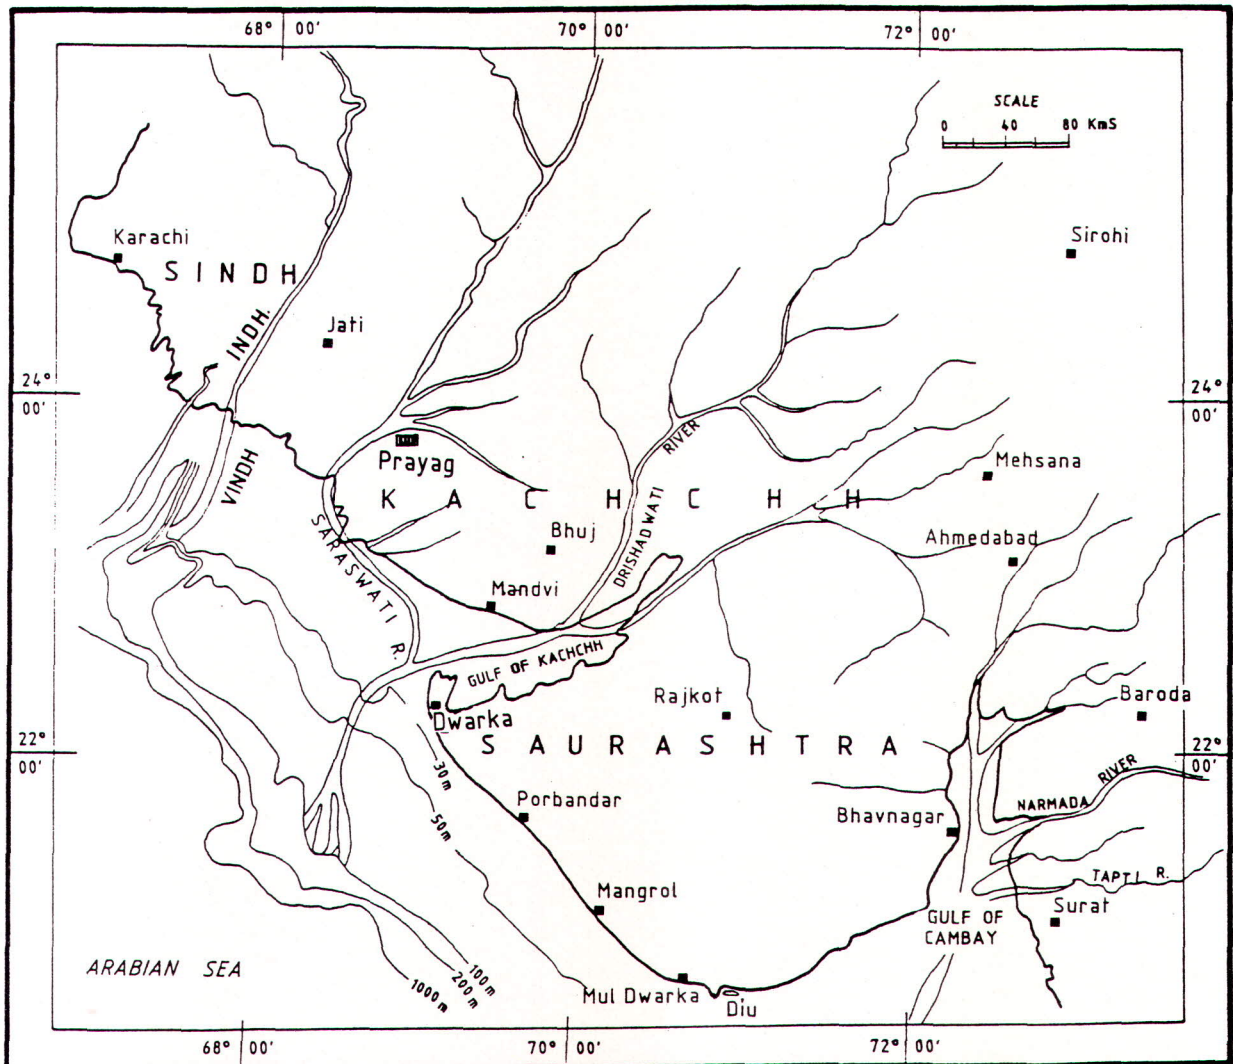 68° 00'
70° 00'
72° 00'
SCALE
0 40 80 KmS
Karachi
SINDH
Sirohi
INDH.
Jati
24° 00'
24° 00'
VINDH
Prayag
RIVER
Mehsana
K A C H C H H
SARASWATI R.
Bhuj
DRISHADWATI
Ahmedabad
Mandvi
GULF OF KACHCHH
Dwarka
Rajkot
Baroda
22° 00'
SAURASHTRA
22° 00'
30m
50m
Porbandar
Bhavnagar
NARMADA
RIVER
TAPTI R.
Mangrol
GULF OF
CAMBAY
Surat
ARABIAN SEA
100m
200 m
1000 m
Mul Dwarka
Diu
68° 00'
70° 00'
72° 00'